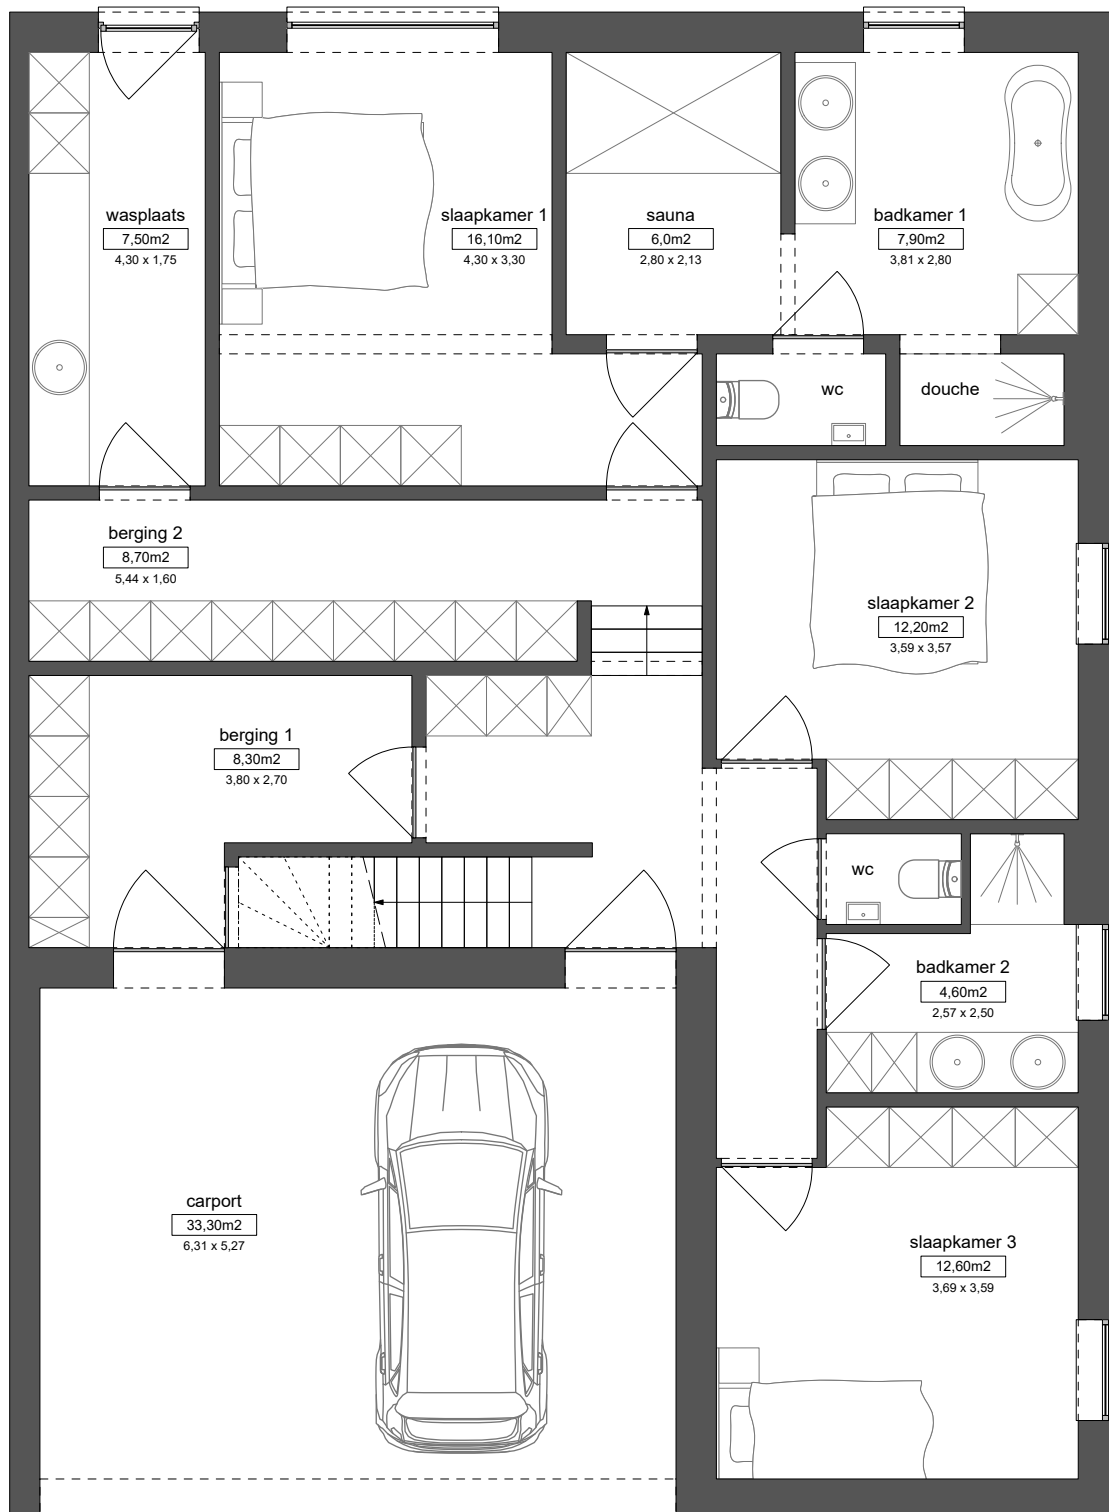 wasplaats
7,50m2
4,30 x 1,75
slaapkamer 1
16,10m2
4,30 x 3,30
sauna
6,0m2
2,80 x 2,13
badkamer 1
7,90m2
3,81 x 2,80
wc
douche
berging 2
8,70m2
5,44 x 1,60
slaapkamer 2
12,20m2
3,59 x 3,57
berging 1
8,30m2
3,80 x 2,70
wc
badkamer 2
4,60m2
2,57 x 2,50
carport
33,30m2
6,31 x 5,27
slaapkamer 3
12,60m2
3,69 x 3,59